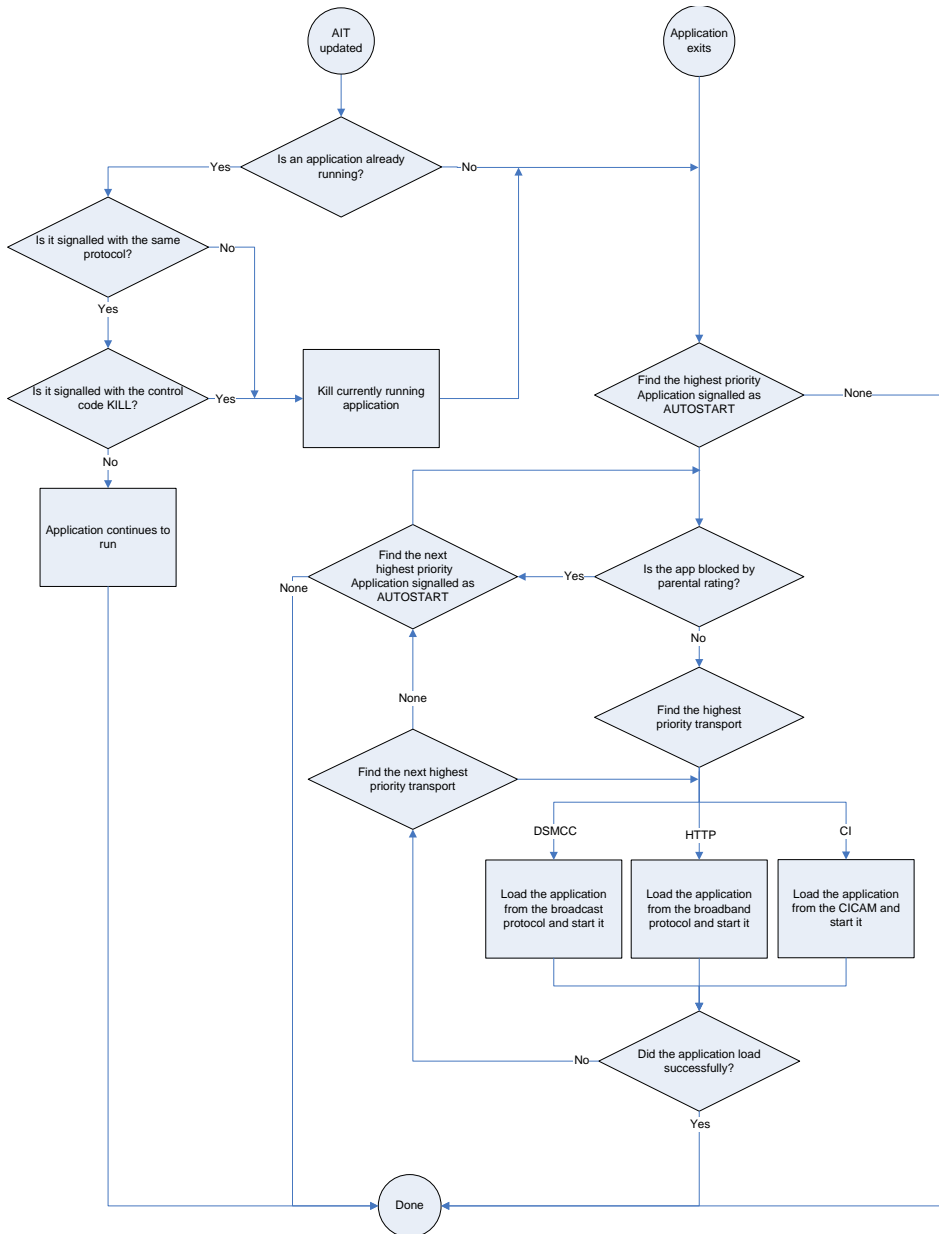 AIT
updated
Application
exits
Is an application already
running?
Yes
No
Is it signalled with the same
protocol?
No
Yes
Is it signalled with the control
code KILL?
Yes
Kill currently running
application
Find the highest priority
Application signalled as
AUTOSTART
None
No
Application continues to
run
Find the next
highest priority
Application signalled as
AUTOSTART
None
Yes
Is the app blocked by
parental rating?
No
None
Find the highest
priority transport
Find the next highest
priority transport
DSMCC
HTTP
CI
Load the application
from the broadcast
protocol and start it
Load the application
from the broadband
protocol and start it
Load the application
from the CICAM and
start it
Did the application load
successfully?
No
Yes
Done